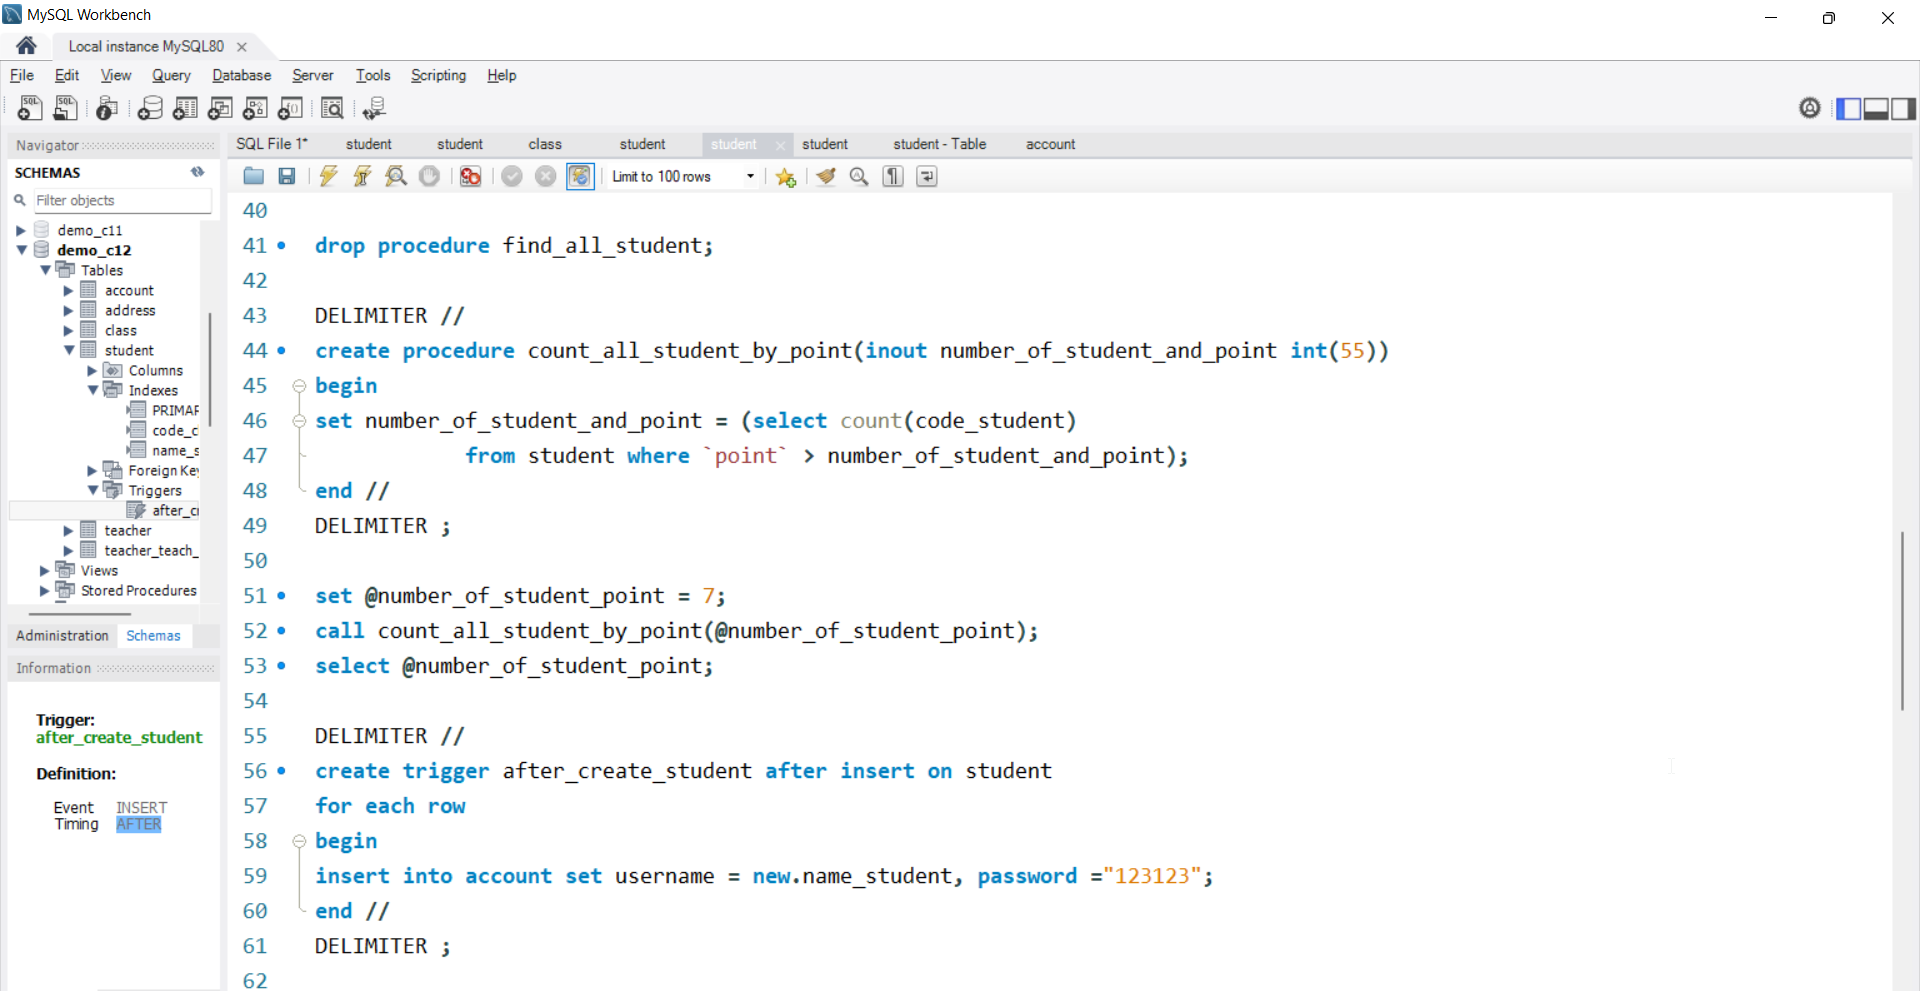 MySQL Workbench
Local instance MySQL80
File Edit View Query Database Server Tools Scripting Help
Navigator
SQL File 1* student student class student student student student - Table account
SCHEMAS
Limit to 100 rows
Filter objects
demo_c11
demo_c12
Tables
account
address
class
student
Columns
Indexes
PRIMAR
code_c
name_s
Foreign Key
Triggers
after_cr
teacher
teacher_teach_
Views
Stored Procedures
Administration Schemas
Information
Trigger:
after_create_student
Definition:
Event INSERT
Timing AFTER
40
41 drop procedure find_all_student;
42
43 DELIMITER //
44 create procedure count_all_student_by_point(inout number_of_student_and_point int(55))
45 begin
46 set number_of_student_and_point = (select count(code_student)
47 from student where `point` > number_of_student_and_point);
48 end //
49 DELIMITER ;
50
51 set @number_of_student_point = 7;
52 call count_all_student_by_point(@number_of_student_point);
53 select @number_of_student_point;
54
55 DELIMITER //
56 create trigger after_create_student after insert on student
57 for each row
58 begin
59 insert into account set username = new.name_student, password ="123123";
60 end //
61 DELIMITER ;
62